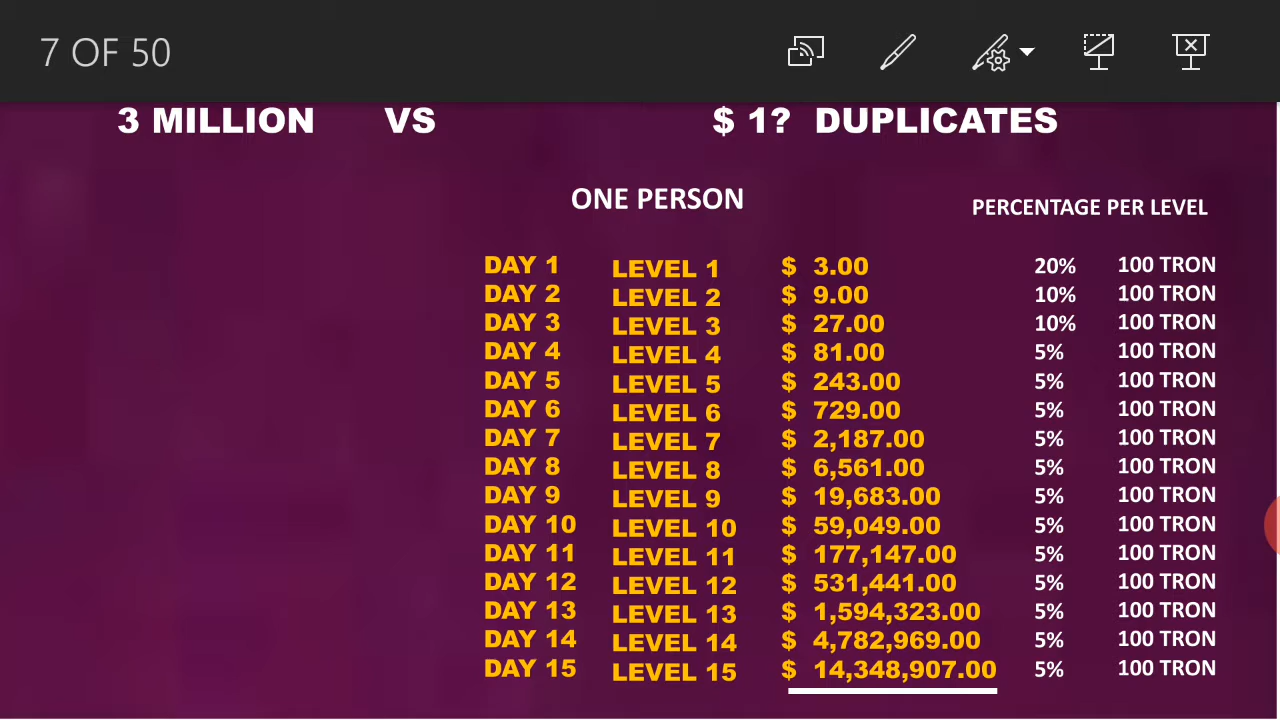 7 OF 50
3 MILLION VS $ 1? DUPLICATES
ONE PERSON
PERCENTAGE PER LEVEL
DAY 1 LEVEL 1 $ 3.00 20% 100 TRON
DAY 2 LEVEL 2 $ 9.00 10% 100 TRON
DAY 3 LEVEL 3 $ 27.00 10% 100 TRON
DAY 4 LEVEL 4 $ 81.00 5% 100 TRON
DAY 5 LEVEL 5 $ 243.00 5% 100 TRON
DAY 6 LEVEL 6 $ 729.00 5% 100 TRON
DAY 7 LEVEL 7 $ 2,187.00 5% 100 TRON
DAY 8 LEVEL 8 $ 6,561.00 5% 100 TRON
DAY 9 LEVEL 9 $ 19,683.00 5% 100 TRON
DAY 10 LEVEL 10 $ 59,049.00 5% 100 TRON
DAY 11 LEVEL 11 $ 177,147.00 5% 100 TRON
DAY 12 LEVEL 12 $ 531,441.00 5% 100 TRON
DAY 13 LEVEL 13 $ 1,594,323.00 5% 100 TRON
DAY 14 LEVEL 14 $ 4,782,969.00 5% 100 TRON
DAY 15 LEVEL 15 $ 14,348,907.00 5% 100 TRON